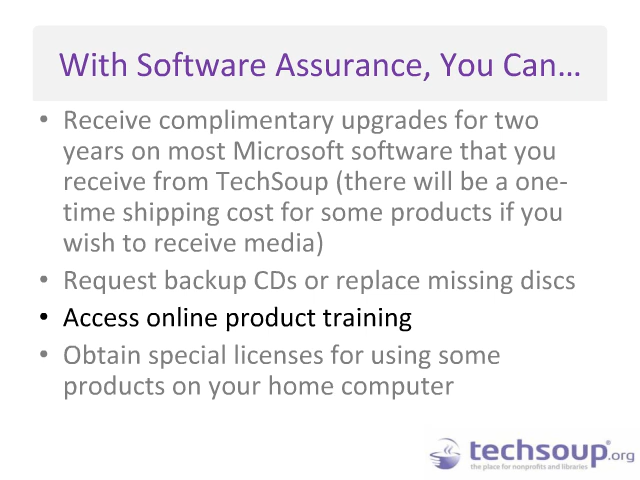 With Software Assurance, You Can…
• Receive complimentary upgrades for two
years on most Microsoft software that you
receive from TechSoup (there will be a one-
time shipping cost for some products if you
wish to receive media)
• Request backup CDs or replace missing discs
• Access online product training
• Obtain special licenses for using some
products on your home computer
techsoup®.org
the place for nonprofits and libraries